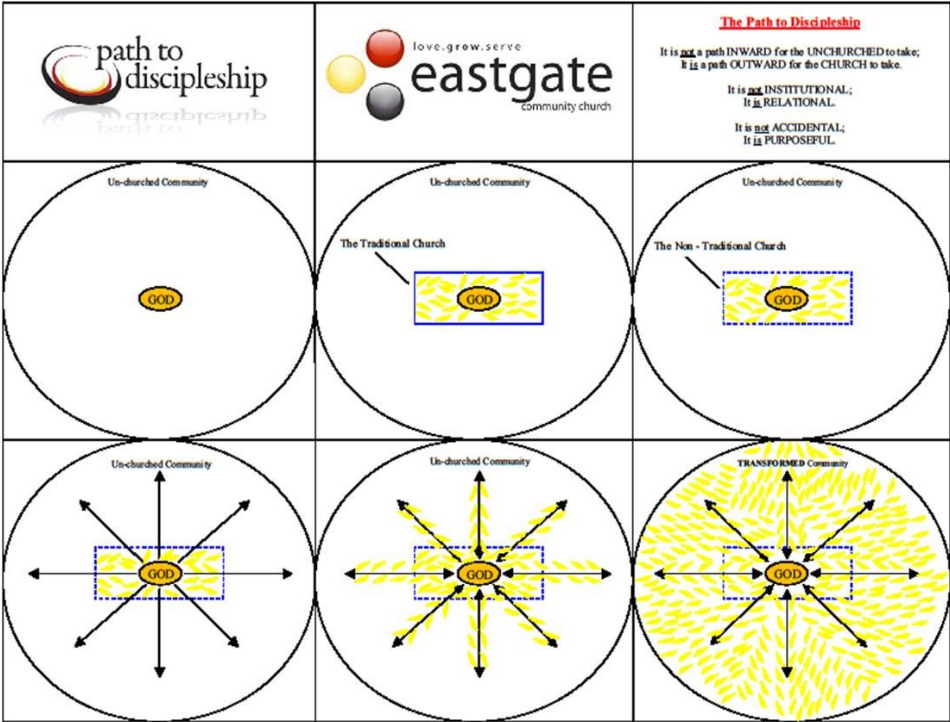 path to
discipleship
love.grow.serve
eastgate
community church
The Path to Discipleship
It is not a path INWARD for the UNCHURCHED to take;
It is a path OUTWARD for the CHURCH to take.
It is not INSTITUTIONAL;
It is RELATIONAL.
It is not ACCIDENTAL;
It is PURPOSEFUL.
Un-churched Community
GOD
Un-churched Community
The Traditional Church
GOD
Un-churched Community
The Non - Traditional Church
GOD
Un-churched Community
GOD
Un-churched Community
GOD
TRANSFORMED Community
GOD